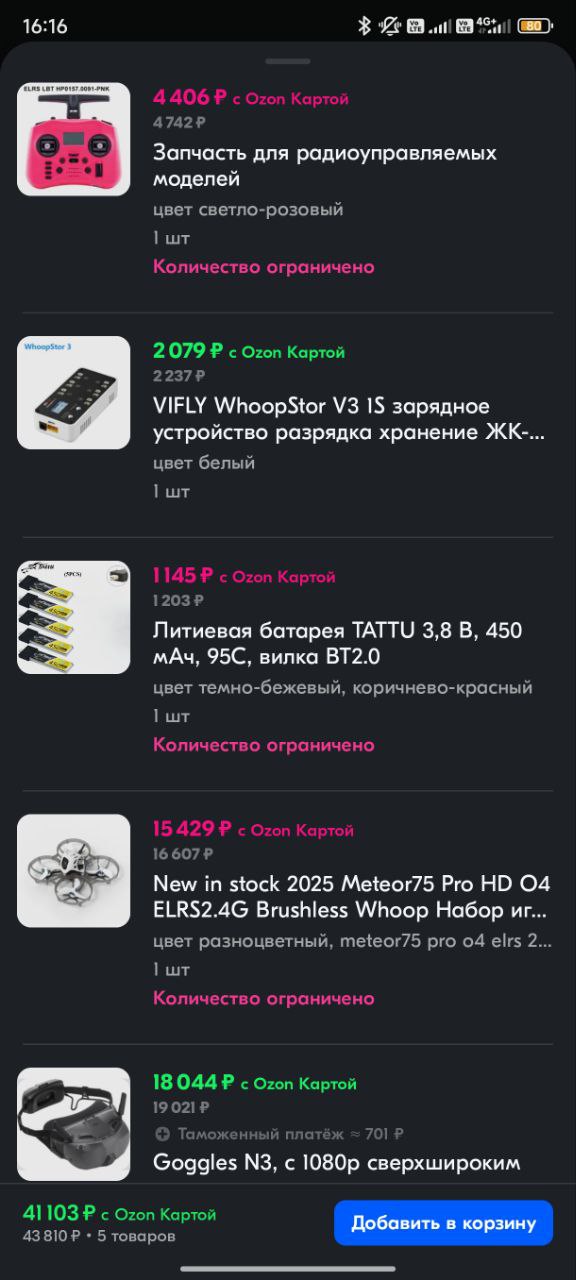 16:16
Vo LTE
Vo LTE
4G+
80
ELRS LBT HP0157.0091-PNK
4 406 ₽ с Ozon Картой
4 742 ₽
Запчасть для радиоуправляемых
моделей
цвет светло-розовый
1 шт
Количество ограничено
WhoopStor 3
2 079 ₽ с Ozon Картой
2 237 ₽
VIFLY WhoopStor V3 1S зарядное
устройство разрядка хранение ЖК-...
цвет белый
1 шт
(5PCS)
1 145 ₽ с Ozon Картой
1 203 ₽
Литиевая батарея TATTU 3,8 В, 450
мАч, 95C, вилка BT2.0
цвет темно-бежевый, коричнево-красный
1 шт
Количество ограничено
15 429 ₽ с Ozon Картой
16 607 ₽
New in stock 2025 Meteor75 Pro HD O4
ELRS2.4G Brushless Whoop Набор иг...
цвет разноцветный, meteor75 pro o4 elrs 2...
1 шт
Количество ограничено
18 044 ₽ с Ozon Картой
19 021 ₽
Таможенный платёж ≈ 701 ₽
Goggles N3, с 1080p сверхшироким
41 103 ₽ с Ozon Картой
43 810 ₽ • 5 товаров
Добавить в корзину